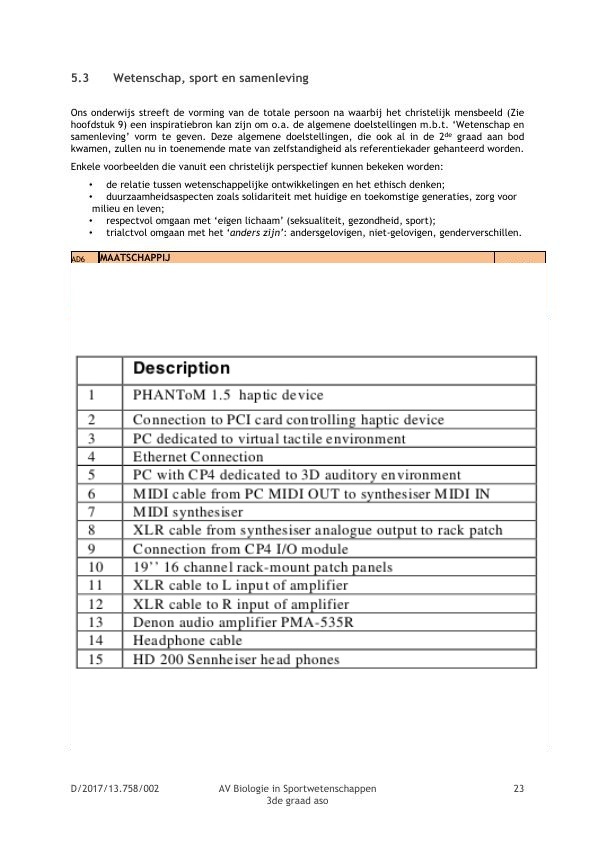 5.3 Wetenschap, sport en samenleving
Ons onderwijs streeft de vorming van de totale persoon na waarbij het christelijk mensbeeld (Zie
hoofdstuk 9) een inspiratiebron kan zijn om o.a. de algemene doelstellingen m.b.t. ‘Wetenschap en
samenleving’ vorm te geven. Deze algemene doelstellingen, die ook al in de 2de graad aan bod
kwamen, zullen nu in toenemende mate van zelfstandigheid als referentiekader gehanteerd worden.
Enkele voorbeelden die vanuit een christelijk perspectief kunnen bekeken worden:
• de relatie tussen wetenschappelijke ontwikkelingen en het ethisch denken;
• duurzaamheidsaspecten zoals solidariteit met huidige en toekomstige generaties, zorg voor
milieu en leven;
• respectvol omgaan met ‘eigen lichaam’ (seksualiteit, gezondheid, sport);
• trialctvol omgaan met het ‘anders zijn’: andersgelovigen, niet-gelovigen, genderverschillen.
AD6 MAATSCHAPPIJ
Description
1 PHANToM 1.5 haptic device
2 Connection to PCI card controlling haptic device
3 PC dedicated to virtual tactile environment
4 Ethernet Connection
5 PC with CP4 dedicated to 3D auditory environment
6 MIDI cable from PC MIDI OUT to synthesiser MIDI IN
7 MIDI synthesiser
8 XLR cable from synthesiser analogue output to rack patch
9 Connection from CP4 I/O module
10 19’’ 16 channel rack-mount patch panels
11 XLR cable to L input of amplifier
12 XLR cable to R input of amplifier
13 Denon audio amplifier PMA-535R
14 Headphone cable
15 HD 200 Sennheiser head phones
D/2017/13.758/002 AV Biologie in Sportwetenschappen 23
3de graad aso